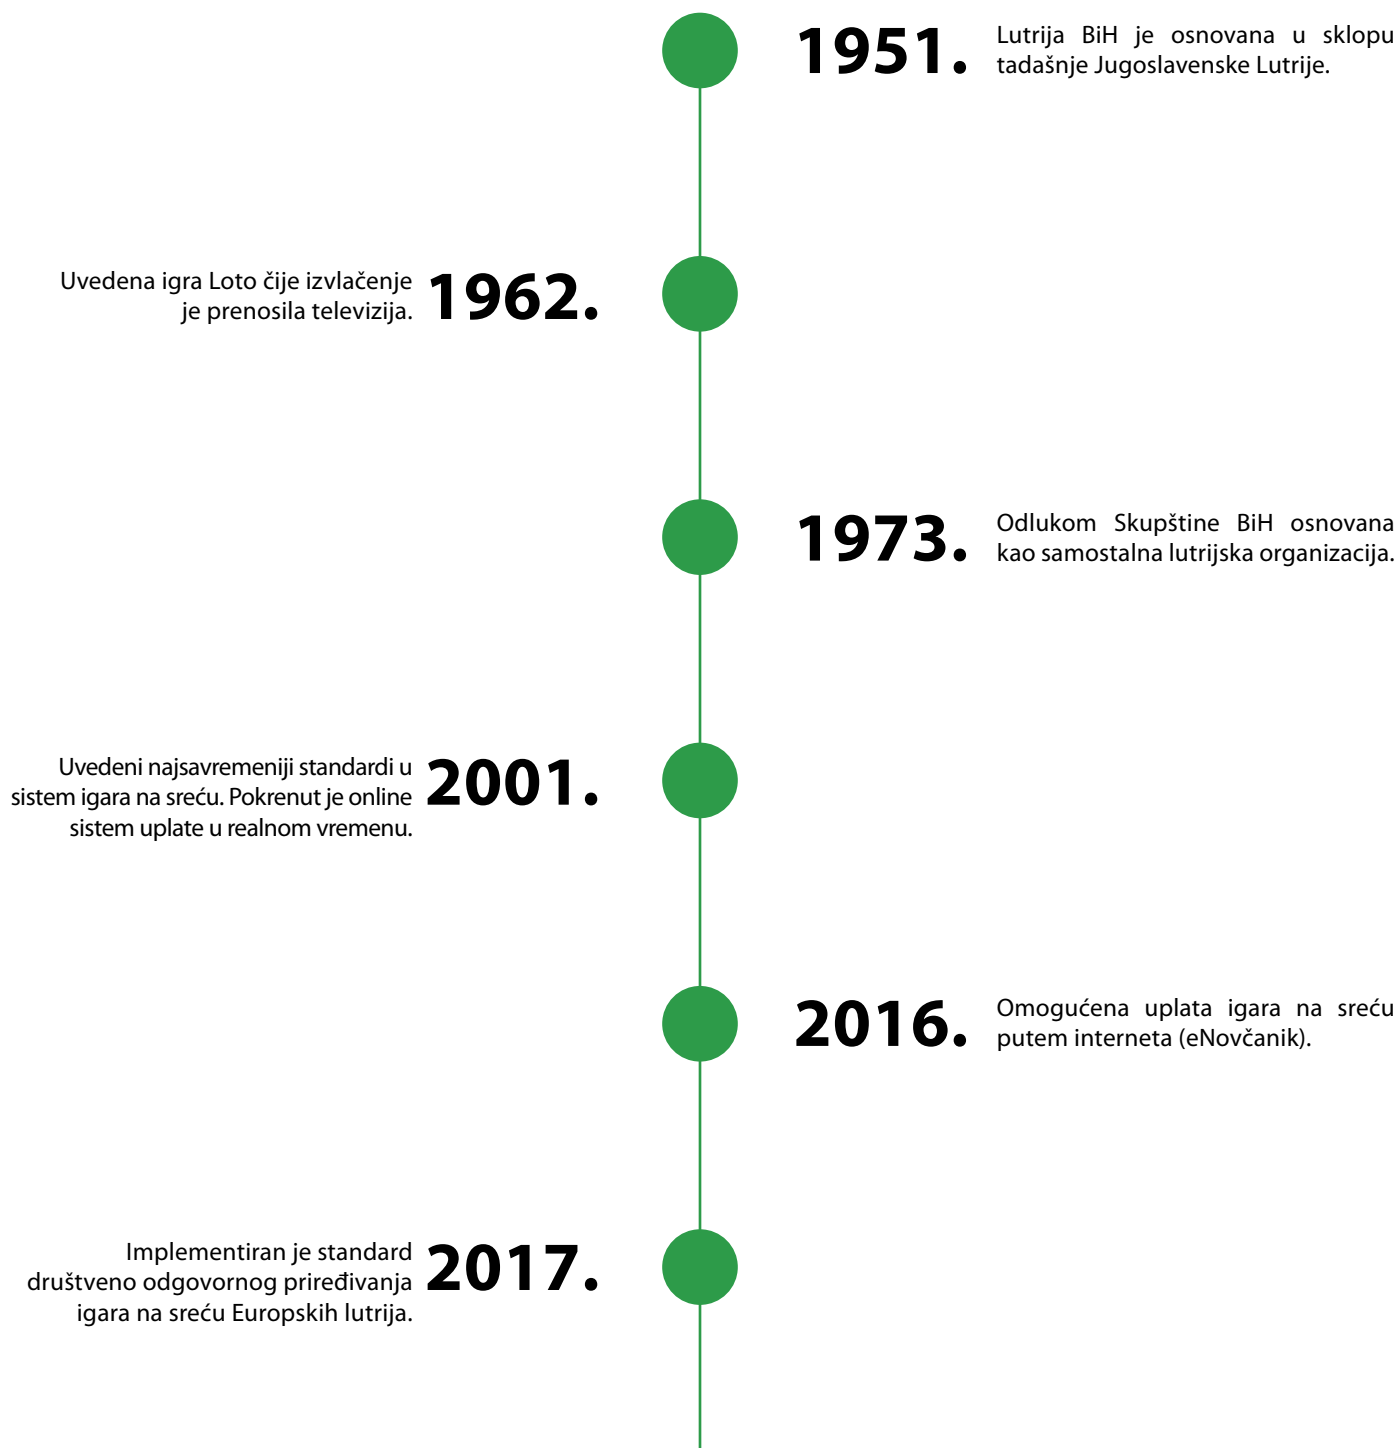 1951.
Lutrija BiH je osnovana u sklopu
tadašnje Jugoslavenske Lutrije.
Uvedena igra Loto čije izvlačenje
je prenosila televizija.
1962.
1973.
Odlukom Skupštine BiH osnovana
kao samostalna lutrijska organizacija.
Uvedeni najsavremeniji standardi u
sistem igara na sreću. Pokrenut je online
sistem uplate u realnom vremenu.
2001.
2016.
Omogućena uplata igara na sreću
putem interneta (eNovčanik).
Implementiran je standard
društveno odgovornog priređivanja
igara na sreću Europskih lutrija.
2017.